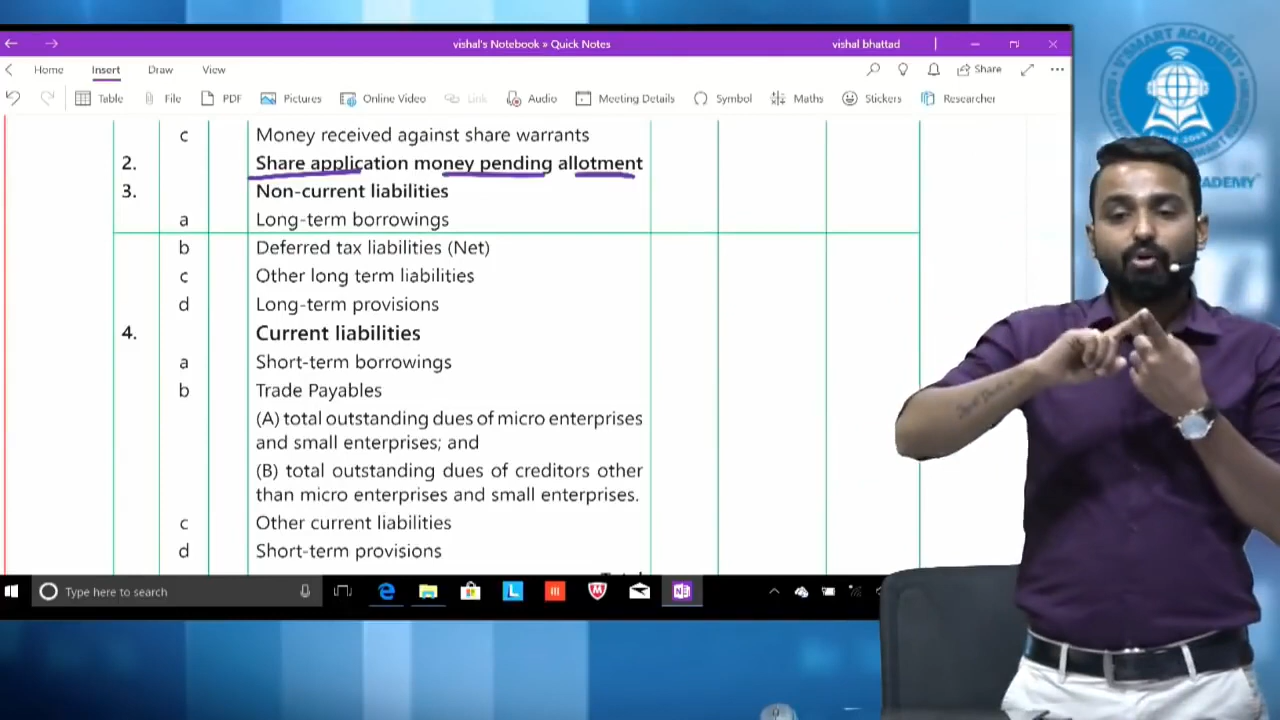 vishal's Notebook » Quick Notes
vishal bhattad
Home Insert Draw View
Share
Table File PDF Pictures Online Video Link Audio Meeting Details Symbol Maths Stickers Researcher
c Money received against share warrants
2. Share application money pending allotment
3. Non-current liabilities
a Long-term borrowings
b Deferred tax liabilities (Net)
c Other long term liabilities
d Long-term provisions
4. Current liabilities
a Short-term borrowings
b Trade Payables
(A) total outstanding dues of micro enterprises
and small enterprises; and
(B) total outstanding dues of creditors other
than micro enterprises and small enterprises.
c Other current liabilities
d Short-term provisions
Total
Type here to search
VSMART ACADEMY